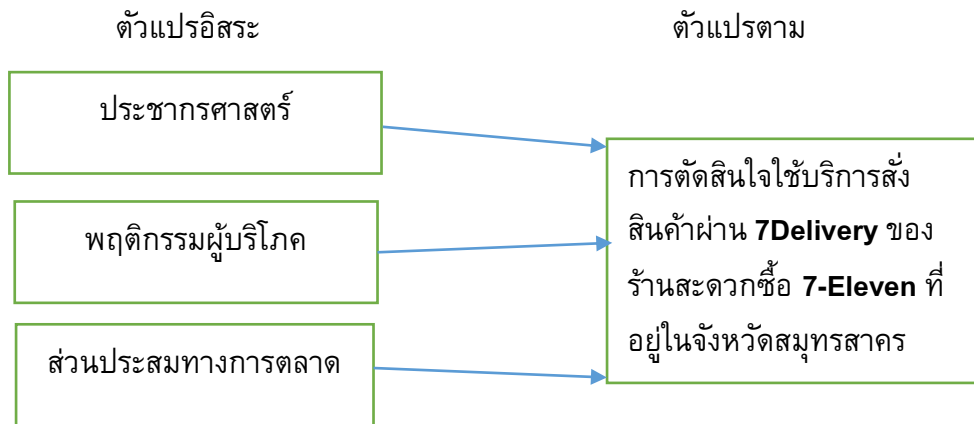 ตัวแปรอิสระ
ตัวแปรตาม
ประชากรศาสตร์
พฤติกรรมผู้บริโภค
ส่วนประสมทางการตลาด
การตัดสินใจใช้บริการสั่ง
สินค้าผ่าน 7Delivery ของ
ร้านสะดวกซื้อ 7-Eleven ที่
อยู่ในจังหวัดสมุทรสาคร